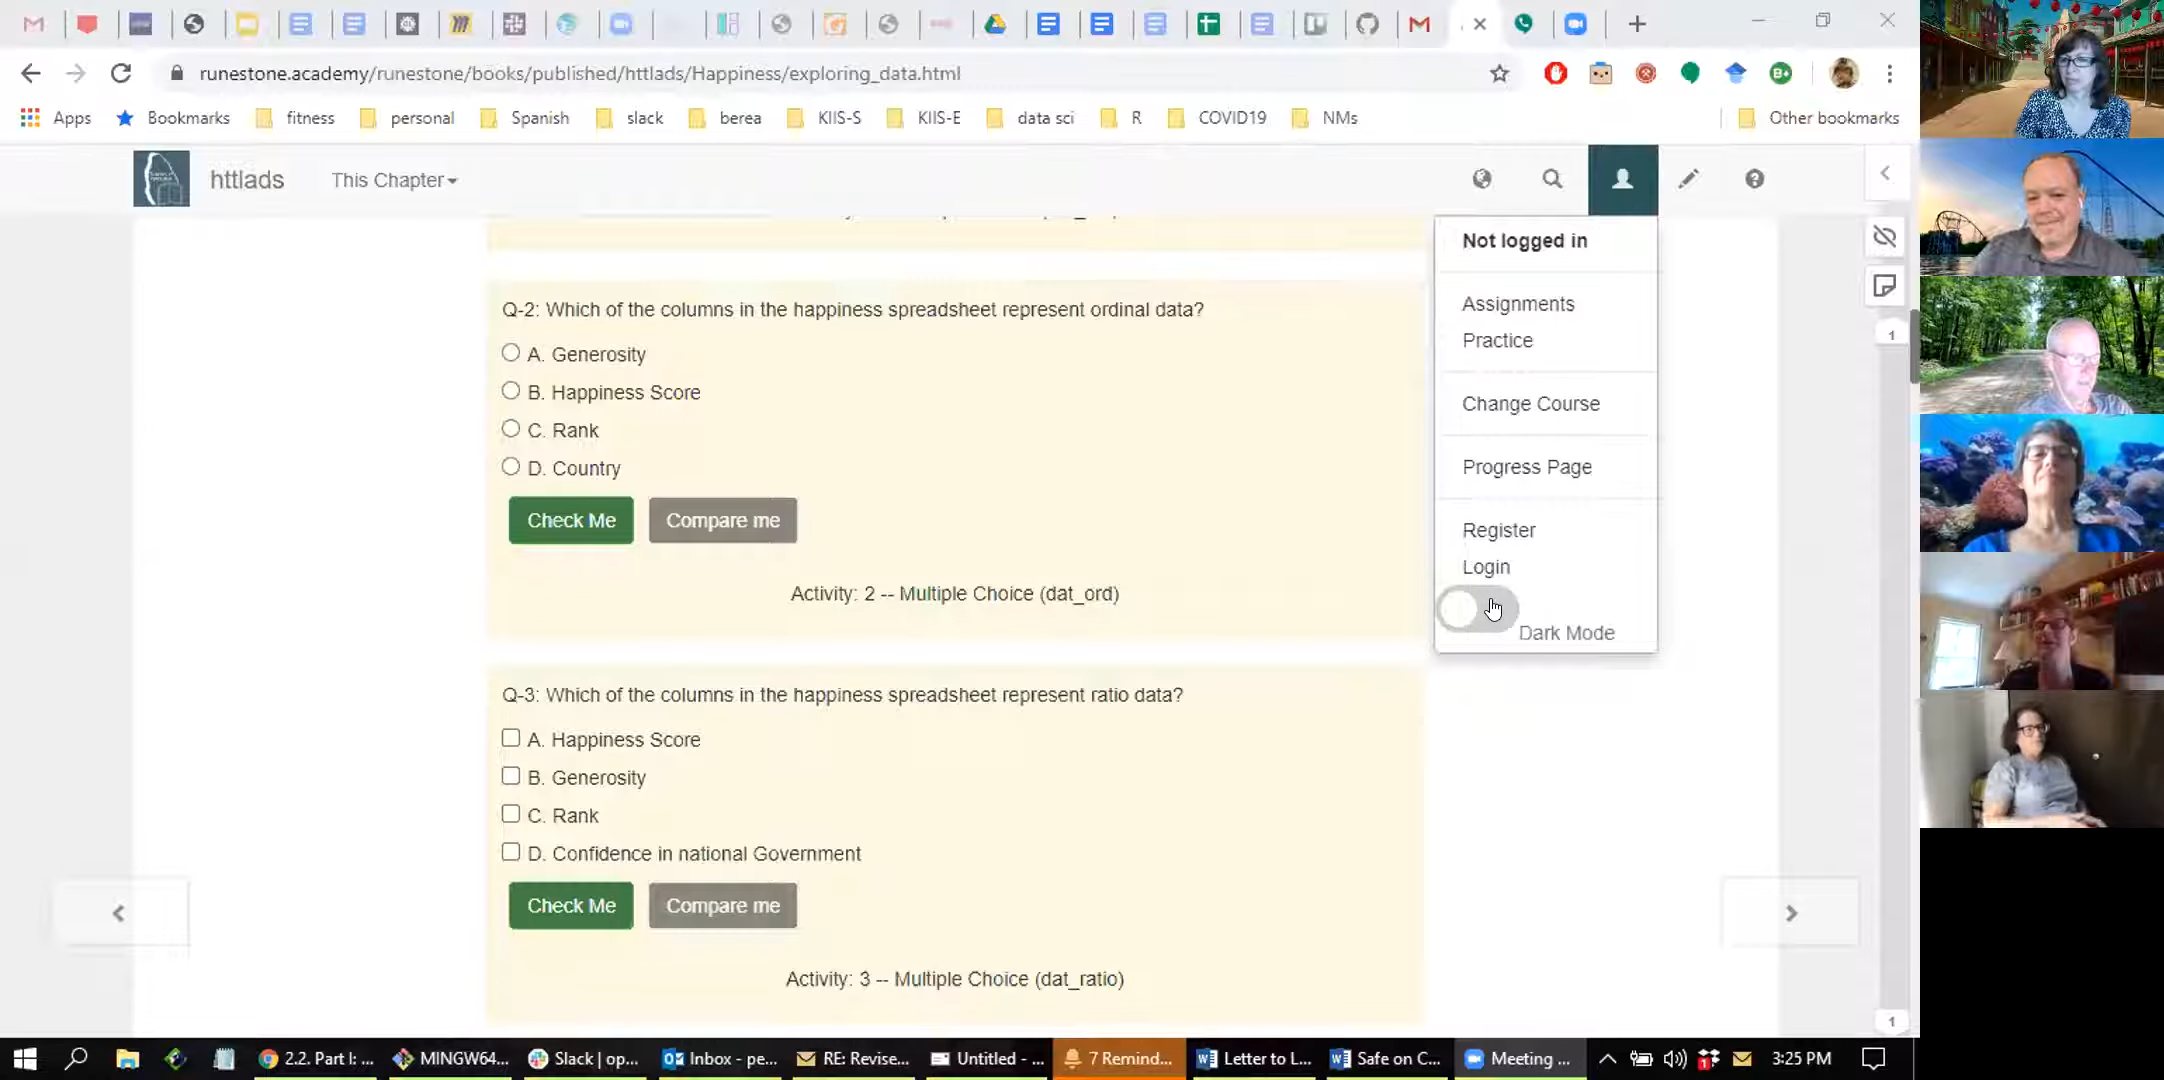 runestone.academy/runestone/books/published/httlads/Happiness/exploring_data.html
Apps
Bookmarks
fitness
personal
Spanish
slack
berea
KIIS-S
KIIS-E
data sci
R
COVID19
NMs
Other bookmarks
httlads
This Chapter
Not logged in
Assignments
Practice
Change Course
Progress Page
Register
Login
Dark Mode
Q-2: Which of the columns in the happiness spreadsheet represent ordinal data?
A. Generosity
B. Happiness Score
C. Rank
D. Country
Check Me
Compare me
Activity: 2 -- Multiple Choice (dat_ord)
Q-3: Which of the columns in the happiness spreadsheet represent ratio data?
A. Happiness Score
B. Generosity
C. Rank
D. Confidence in national Government
Check Me
Compare me
Activity: 3 -- Multiple Choice (dat_ratio)
1
1
2.2. Part I: ...
MINGW64...
Slack | op...
Inbox - pe...
RE: Revise...
Untitled - ...
7 Remind...
Letter to L...
Safe on C...
Meeting ...
3:25 PM